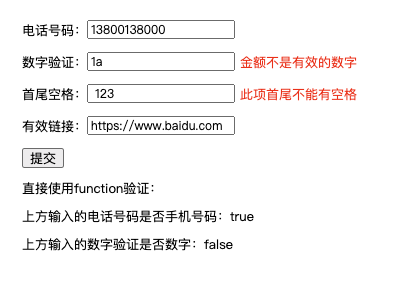 电话号码：13800138000
数字验证：1a 金额不是有效的数字
首尾空格： 123 此项首尾不能有空格
有效链接：https://www.baidu.com
提交
直接使用function验证：
上方输入的电话号码是否手机号码：true
上方输入的数字验证是否数字：false